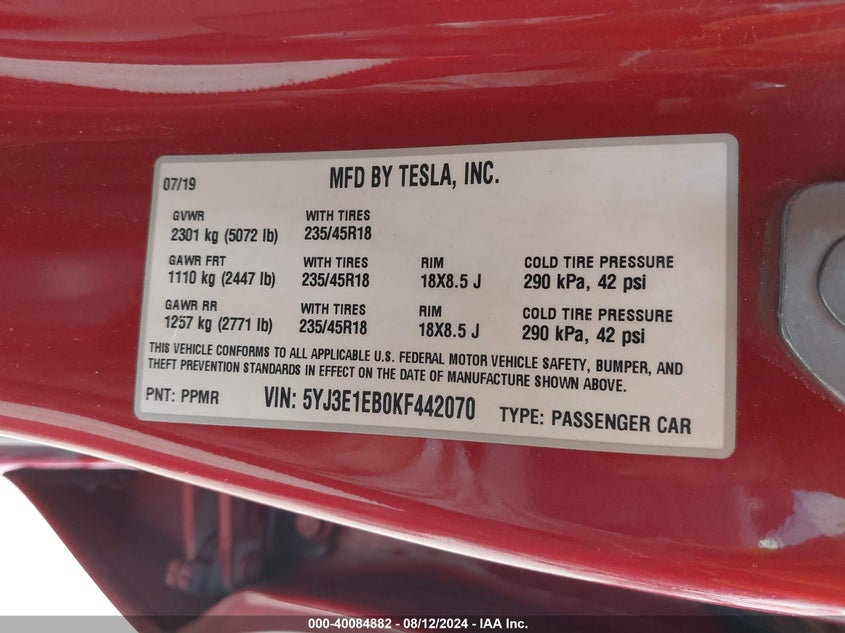 07/19 MFD BY TESLA, INC.
GVWR WITH TIRES
2301 kg (5072 lb) 235/45R18
GAWR FRT WITH TIRES RIM COLD TIRE PRESSURE
1110 kg (2447 lb) 235/45R18 18X8.5 J 290 kPa, 42 psi
GAWR RR WITH TIRES RIM COLD TIRE PRESSURE
1257 kg (2771 lb) 235/45R18 18X8.5 J 290 kPa, 42 psi
THIS VEHICLE CONFORMS TO ALL APPLICABLE U.S. FEDERAL MOTOR VEHICLE SAFETY, BUMPER, AND
THEFT PREVENTION STANDARDS IN EFFECT ON THE DATE OF MANUFACTURE SHOWN ABOVE.
PNT: PPMR VIN: 5YJ3E1EB0KF442070 TYPE: PASSENGER CAR
000-40084882 - 08/12/2024 - IAA Inc.